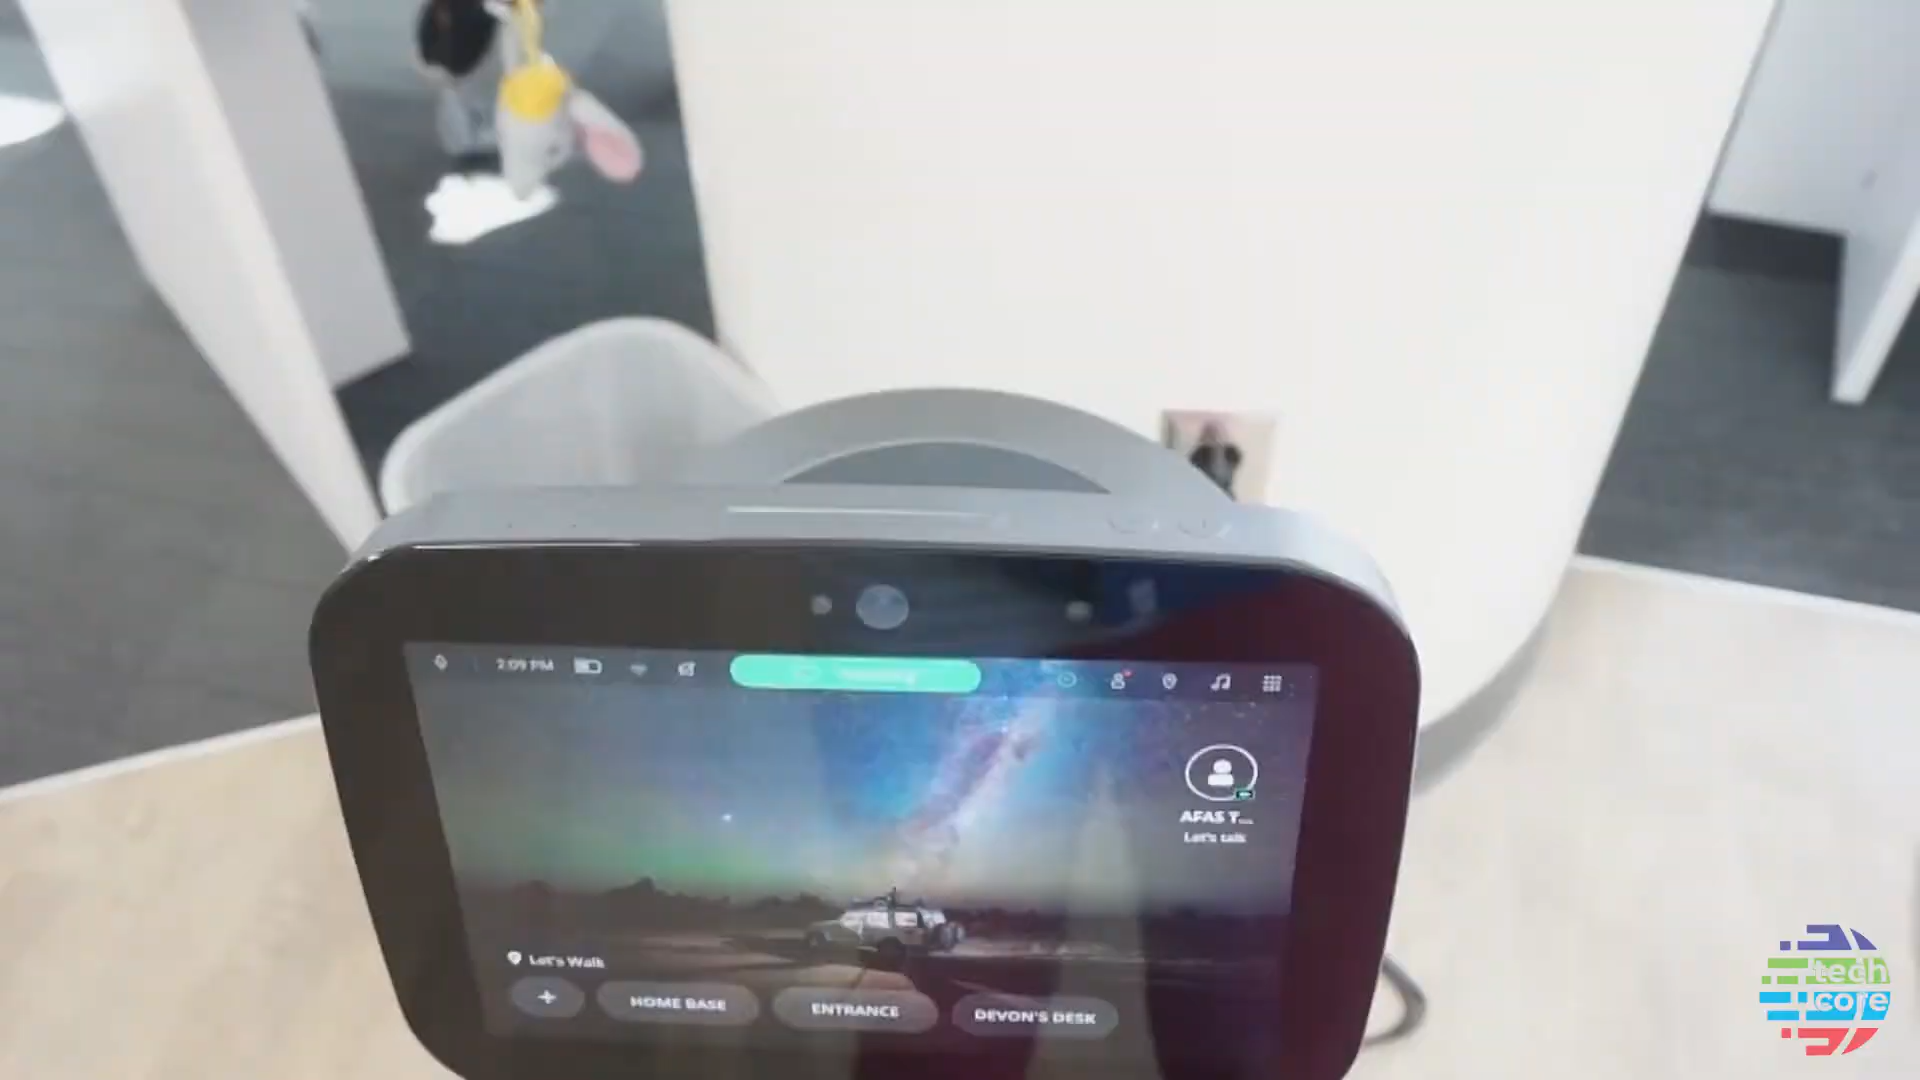 2:09 PM
AFAS T...
Let's talk
Let's Walk
+ HOME BASE ENTRANCE DEVON'S DESK
tech
core